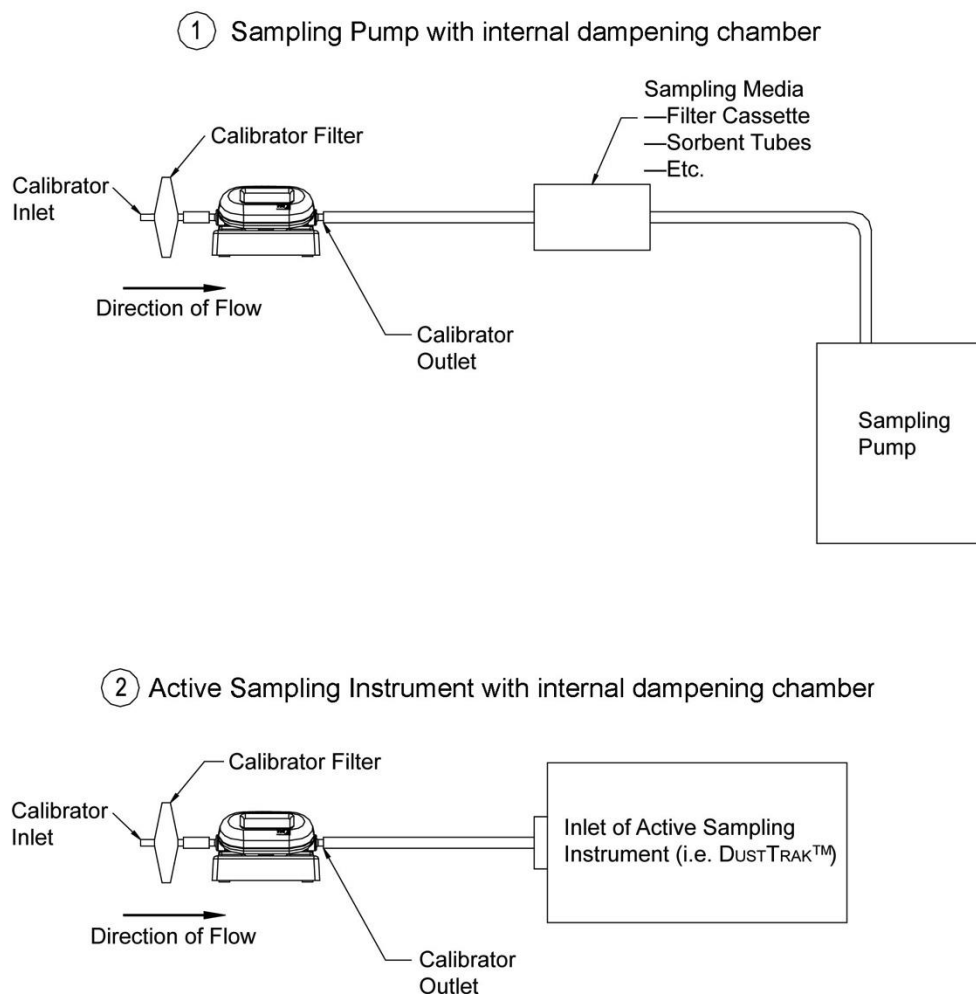 1 Sampling Pump with internal dampening chamber
Sampling Media
—Filter Cassette
—Sorbent Tubes
—Etc.
Calibrator Filter
Calibrator
Inlet
Direction of Flow
Calibrator
Outlet
Sampling
Pump
2 Active Sampling Instrument with internal dampening chamber
Calibrator Filter
Calibrator
Inlet
Inlet of Active Sampling
Instrument (i.e. DUSTTRAK™)
Direction of Flow
Calibrator
Outlet